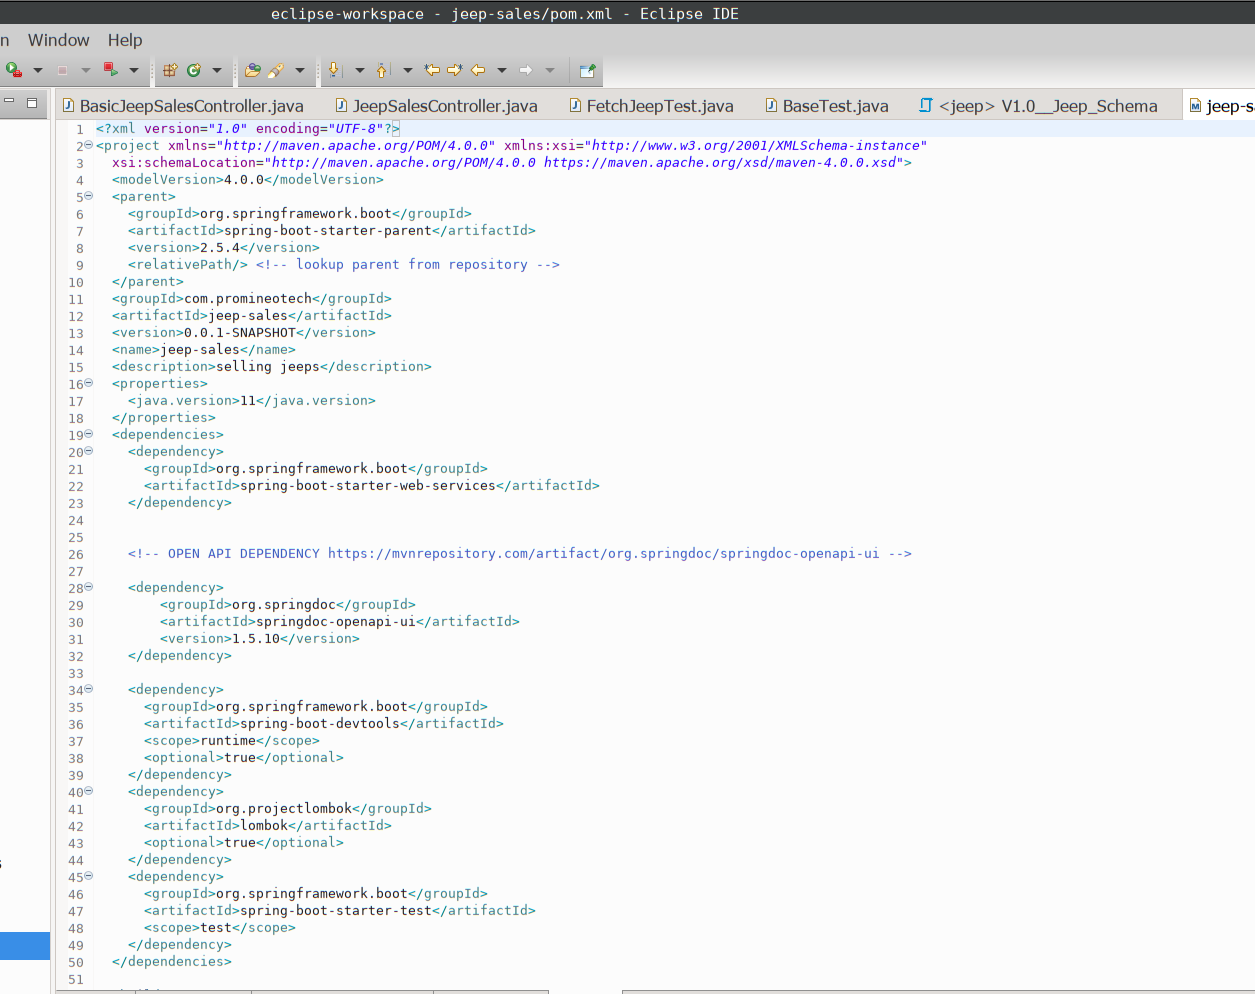 eclipse-workspace - jeep-sales/pom.xml - Eclipse IDE
n Window Help
BasicJeepSalesController.java JeepSalesController.java FetchJeepTest.java BaseTest.java <jeep> V1.0__Jeep_Schema jeep-s
1 <?xml version="1.0" encoding="UTF-8"?>
2 <project xmlns="http://maven.apache.org/POM/4.0.0" xmlns:xsi="http://www.w3.org/2001/XMLSchema-instance"
3 xsi:schemaLocation="http://maven.apache.org/POM/4.0.0 https://maven.apache.org/xsd/maven-4.0.0.xsd">
4 <modelVersion>4.0.0</modelVersion>
5 <parent>
6 <groupId>org.springframework.boot</groupId>
7 <artifactId>spring-boot-starter-parent</artifactId>
8 <version>2.5.4</version>
9 <relativePath/> <!-- lookup parent from repository -->
10 </parent>
11 <groupId>com.promineotech</groupId>
12 <artifactId>jeep-sales</artifactId>
13 <version>0.0.1-SNAPSHOT</version>
14 <name>jeep-sales</name>
15 <description>selling jeeps</description>
16 <properties>
17 <java.version>11</java.version>
18 </properties>
19 <dependencies>
20 <dependency>
21 <groupId>org.springframework.boot</groupId>
22 <artifactId>spring-boot-starter-web-services</artifactId>
23 </dependency>
24
25
26 <!-- OPEN API DEPENDENCY https://mvnrepository.com/artifact/org.springdoc/springdoc-openapi-ui -->
27
28 <dependency>
29 <groupId>org.springdoc</groupId>
30 <artifactId>springdoc-openapi-ui</artifactId>
31 <version>1.5.10</version>
32 </dependency>
33
34 <dependency>
35 <groupId>org.springframework.boot</groupId>
36 <artifactId>spring-boot-devtools</artifactId>
37 <scope>runtime</scope>
38 <optional>true</optional>
39 </dependency>
40 <dependency>
41 <groupId>org.projectlombok</groupId>
42 <artifactId>lombok</artifactId>
43 <optional>true</optional>
44 </dependency>
45 <dependency>
46 <groupId>org.springframework.boot</groupId>
47 <artifactId>spring-boot-starter-test</artifactId>
48 <scope>test</scope>
49 </dependency>
50 </dependencies>
51